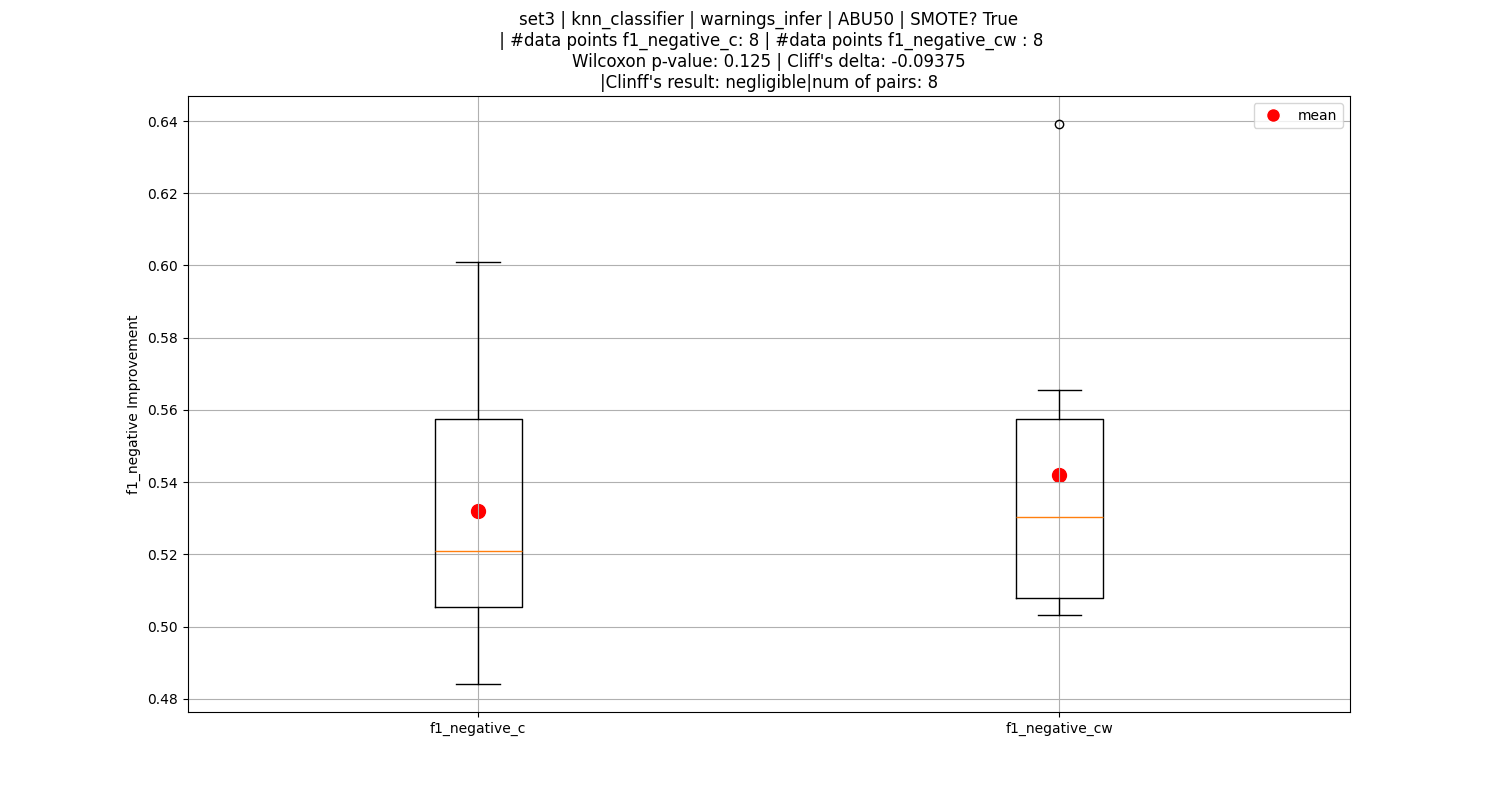 set3 | knn_classifier | warnings_infer | ABU50 | SMOTE? True
| #data points f1_negative_c: 8 | #data points f1_negative_cw : 8
Wilcoxon p-value: 0.125 | Cliff's delta: -0.09375
|Clinff's result: negligible|num of pairs: 8
mean
0.64
0.62
0.60
0.58
0.56
0.54
0.52
0.50
0.48
f1_negative Improvement
f1_negative_c
f1_negative_cw